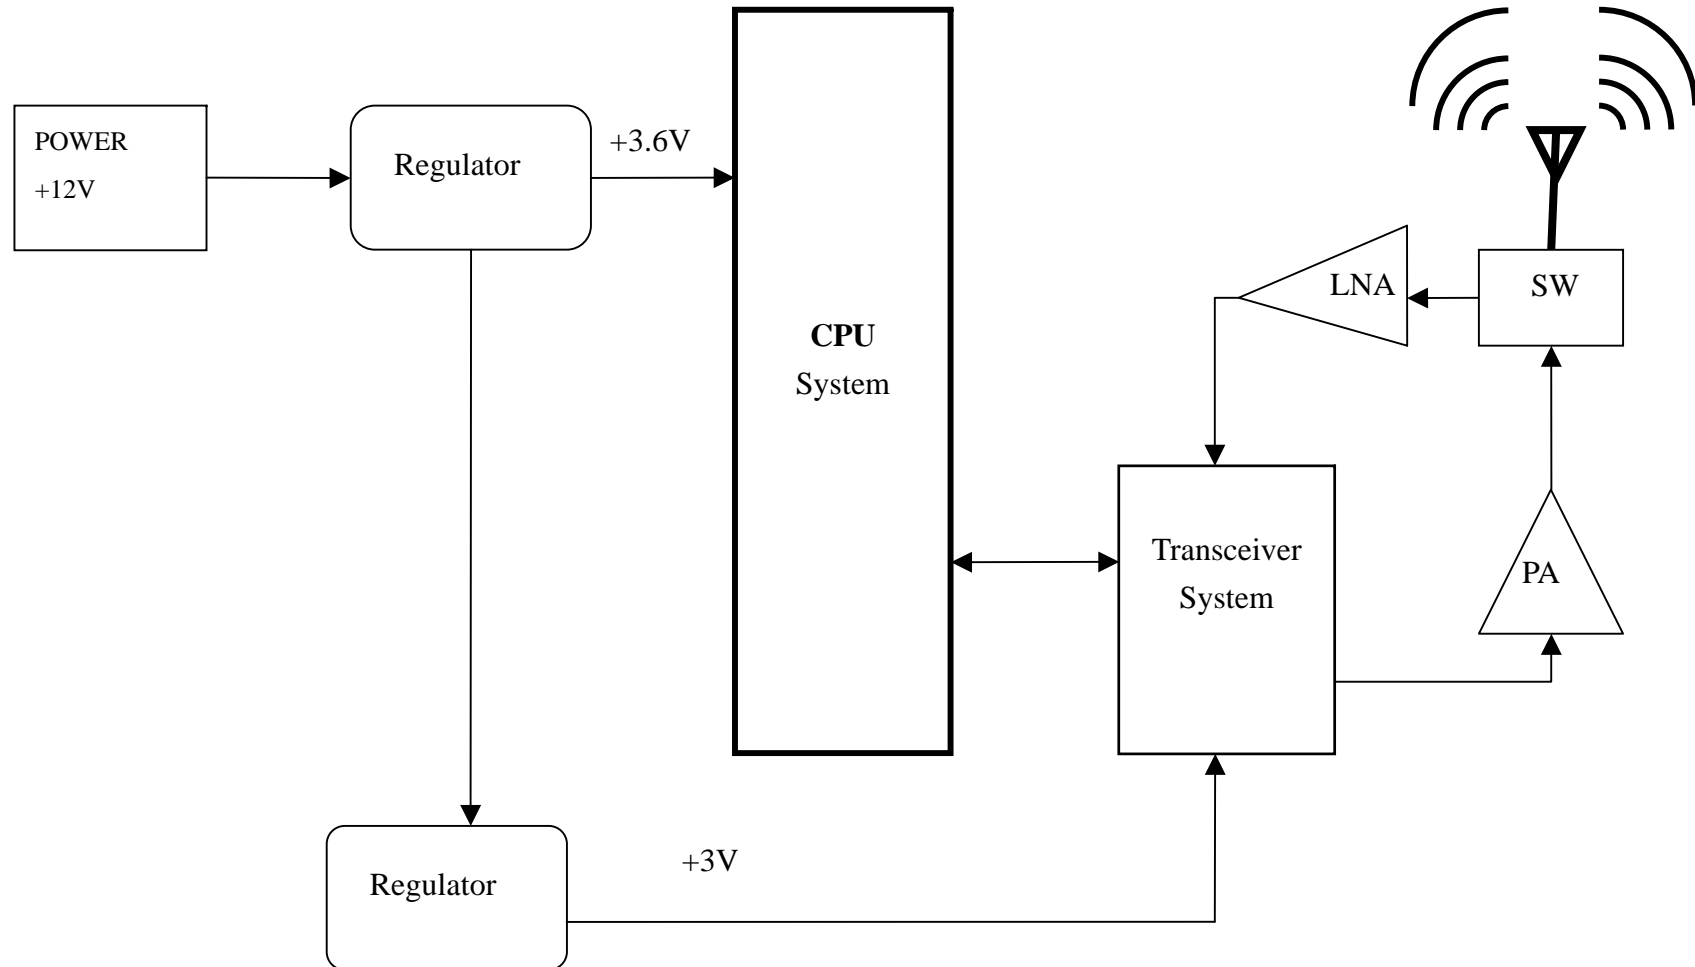 POWER
+12V
Regulator
+3.6V
CPU
System
LNA
SW
Transceiver
System
PA
+3V
Regulator